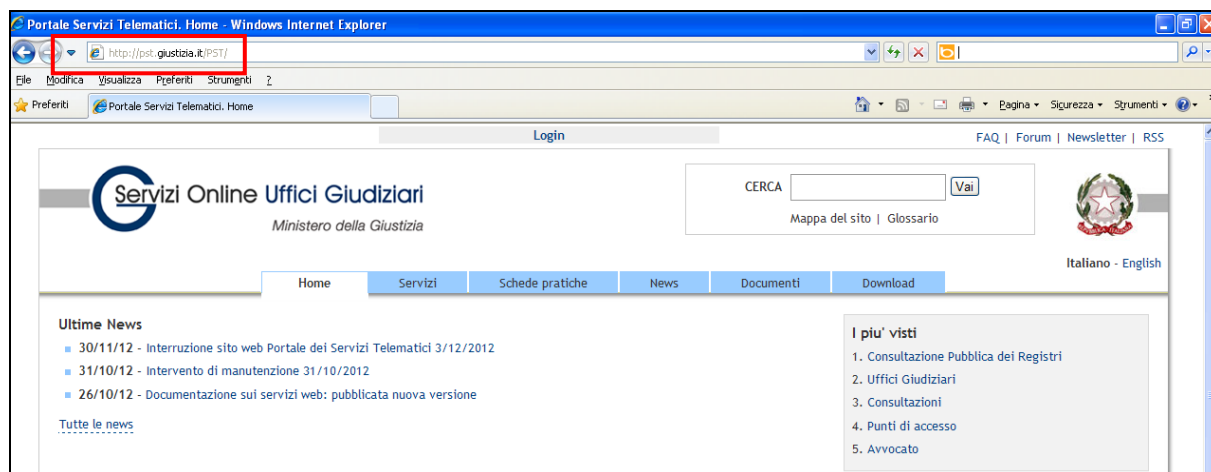 Portale Servizi Telematici. Home - Windows Internet Explorer
http://pst.giustizia.it/PST/
File Modifica Visualizza Preferiti Strumenti ?
Preferiti Portale Servizi Telematici. Home Pagina Sicurezza Strumenti
Login FAQ | Forum | Newsletter | RSS
Servizi Online Uffici Giudiziari
Ministero della Giustizia
CERCA Vai
Mappa del sito | Glossario
Italiano - English
Home Servizi Schede pratiche News Documenti Download
Ultime News
30/11/12 - Interruzione sito web Portale dei Servizi Telematici 3/12/2012
31/10/12 - Intervento di manutenzione 31/10/2012
26/10/12 - Documentazione sui servizi web: pubblicata nuova versione
Tutte le news
I piu' visti
1. Consultazione Pubblica dei Registri
2. Uffici Giudiziari
3. Consultazioni
4. Punti di accesso
5. Avvocato